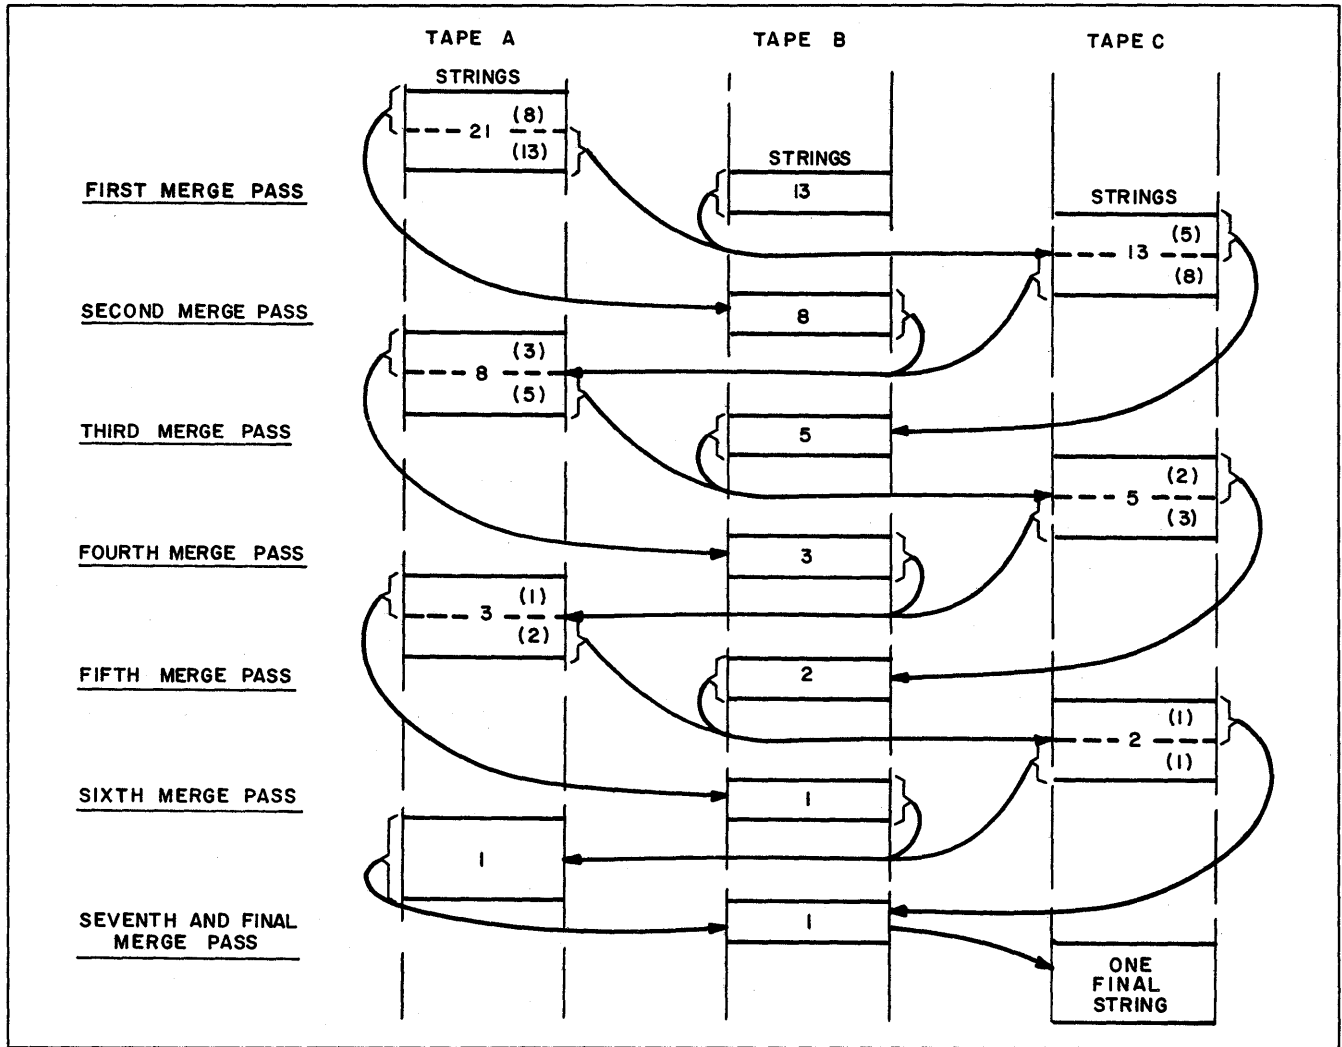 TAPE A
TAPE B
TAPE C
STRINGS
(8)
21
(13)
STRINGS
FIRST MERGE PASS
13
STRINGS
(5)
13
(8)
SECOND MERGE PASS
8
(3)
8
(5)
THIRD MERGE PASS
5
(2)
5
(3)
FOURTH MERGE PASS
3
(1)
3
(2)
FIFTH MERGE PASS
2
(1)
2
(1)
SIXTH MERGE PASS
1
1
SEVENTH AND FINAL
MERGE PASS
1
ONE
FINAL
STRING